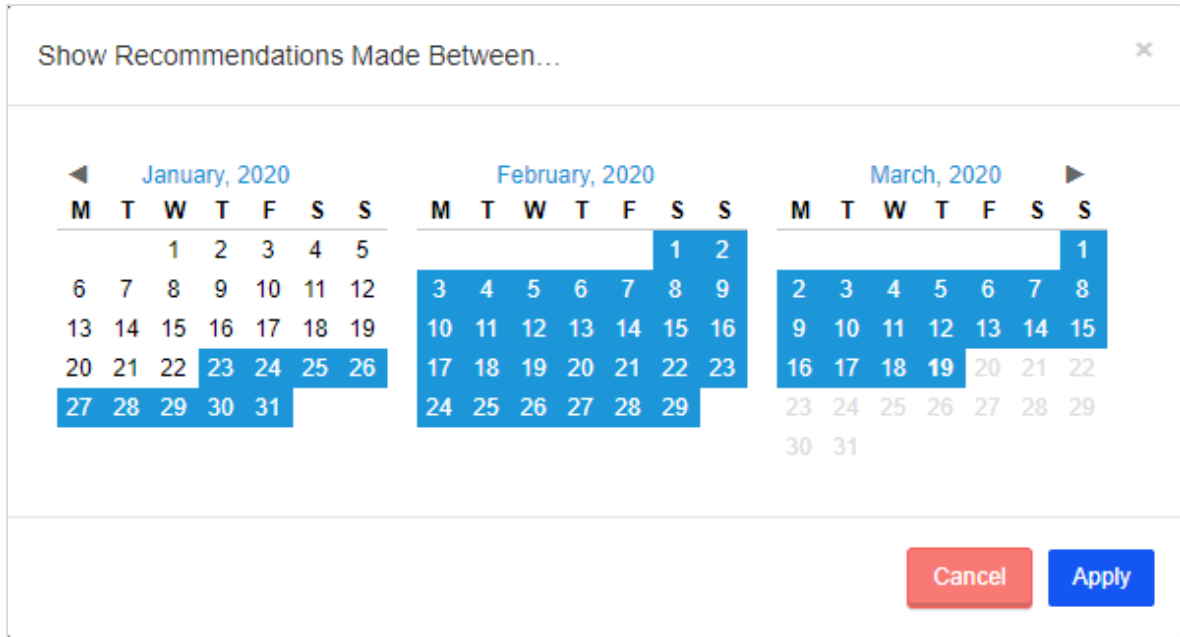 Show Recommendations Made Between...
×
◀ January, 2020
M T W T F S S
1 2 3 4 5
6 7 8 9 10 11 12
13 14 15 16 17 18 19
20 21 22 23 24 25 26
27 28 29 30 31
February, 2020
M T W T F S S
1 2
3 4 5 6 7 8 9
10 11 12 13 14 15 16
17 18 19 20 21 22 23
24 25 26 27 28 29
March, 2020 ▶
M T W T F S S
1
2 3 4 5 6 7 8
9 10 11 12 13 14 15
16 17 18 19 20 21 22
23 24 25 26 27 28 29
30 31
Cancel Apply